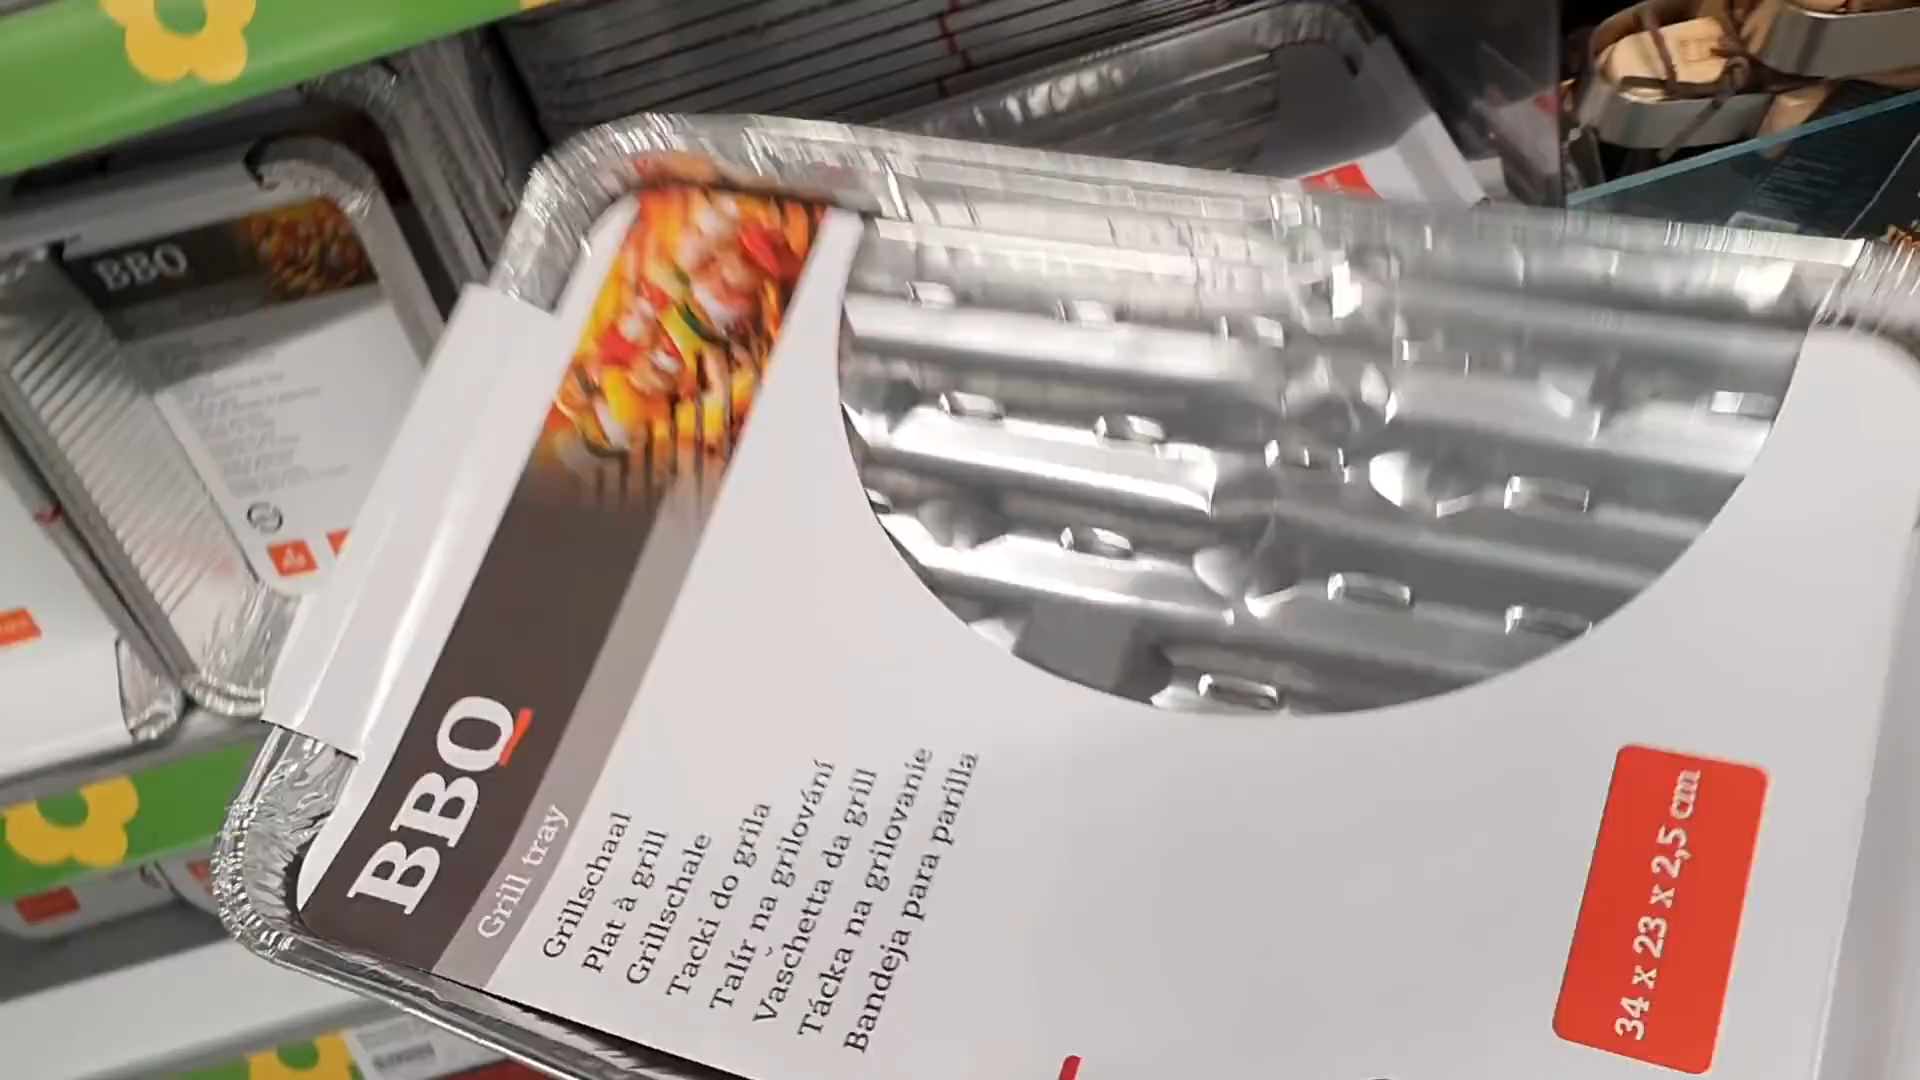 BBQ
BBQ
Grill tray
Grillschaal
Plat à grill
Grillschale
Tacki do grila
Talíř na grilování
Vaschetta da grill
Tácka na grilovanie
Bandeja para parilla
34 x 23 x 2,5 cm